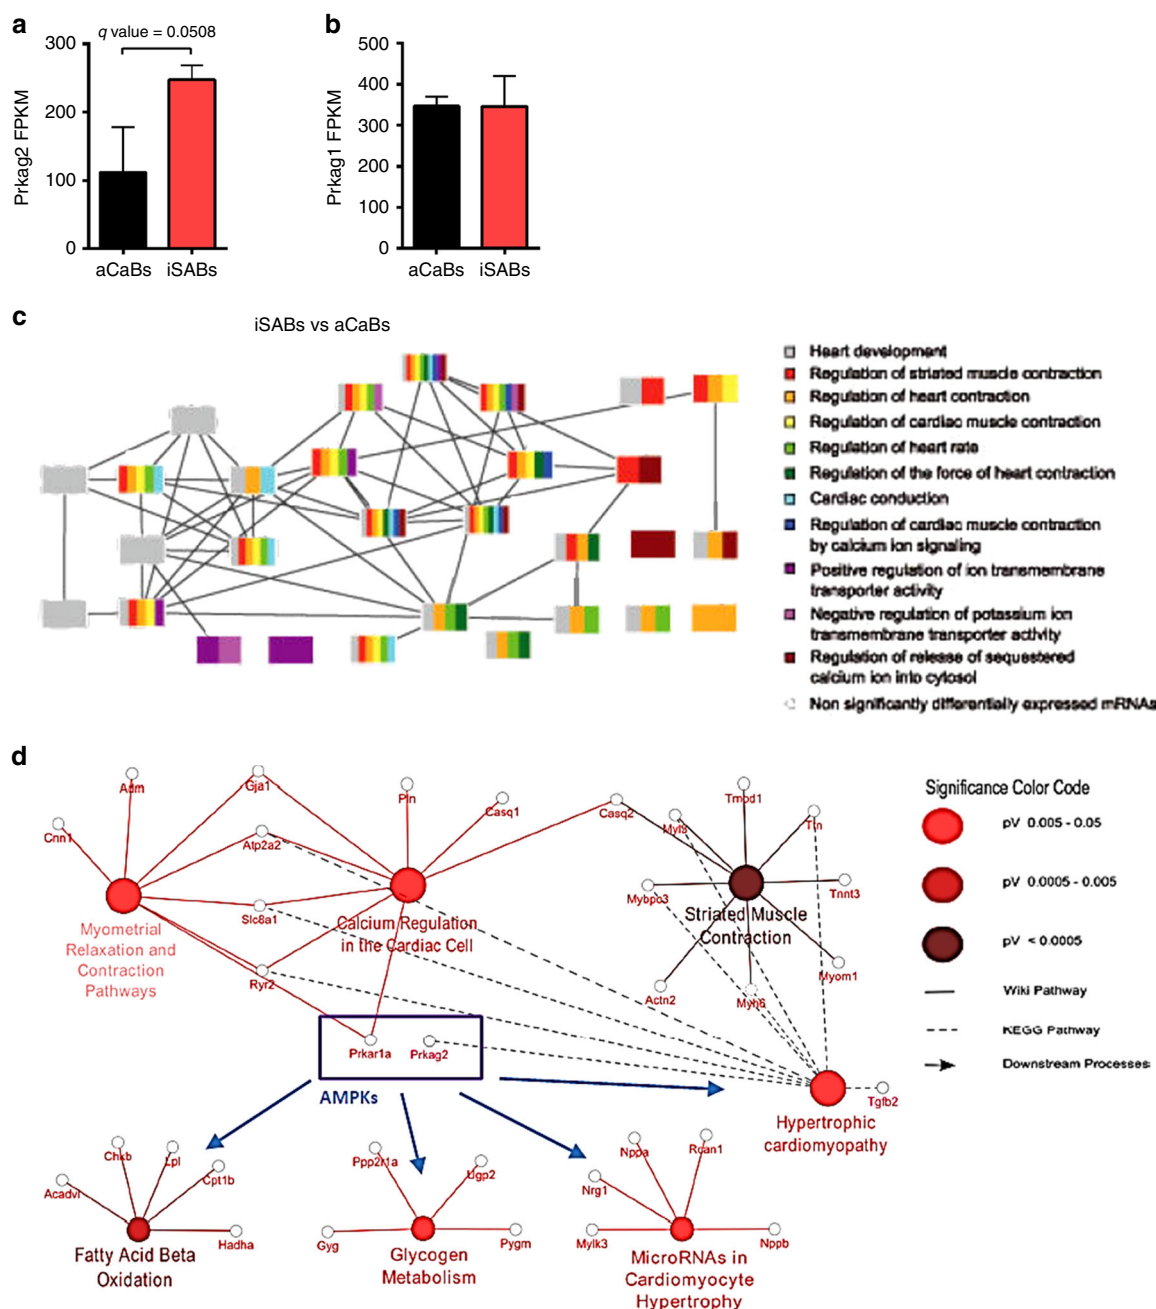 a
q value = 0.0508
300
200
100
0
Prkag2 FPKM
aCaBs
iSABs
b
500
400
300
200
100
0
Prkag1 FPKM
aCaBs
iSABs
c
iSABs vs aCaBs
Heart development
Regulation of striated muscle contraction
Regulation of heart contraction
Regulation of cardiac muscle contraction
Regulation of heart rate
Regulation of the force of heart contraction
Cardiac conduction
Regulation of cardiac muscle contraction
by calcium ion signaling
Positive regulation of ion transmembrane
transporter activity
Negative regulation of potassium ion
transmembrane transporter activity
Regulation of release of sequestered
calcium ion into cytosol
Non significantly differentially expressed mRNAs
d
Adm
Gja1
Cnn1
Atp2a2
Pln
Casq1
Casq2
Slc8a1
Ryr2
Myometrial
Relaxation and
Contraction
Pathways
Calcium Regulation
in the Cardiac Cell
Tmod1
Myl3
Ttn
Mybpc3
Tnnt3
Striated Muscle
Contraction
Myom1
Actn2
Myh6
Prkar1a
Prkag2
AMPKs
Tgfb2
Hypertrophic
cardiomyopathy
Significance Color Code
pV 0.005 - 0.05
pV 0.0005 - 0.005
pV < 0.0005
Wiki Pathway
KEGG Pathway
Downstream Processes
Chkb
Lpl
Cpt1b
Acadvl
Hadha
Fatty Acid Beta
Oxidation
Ppp2r1a
Ugp2
Gyg
Pygm
Glycogen
Metabolism
Nppa
Rcan1
Nrg1
Mylk3
Nppb
MicroRNAs in
Cardiomyocyte
Hypertrophy